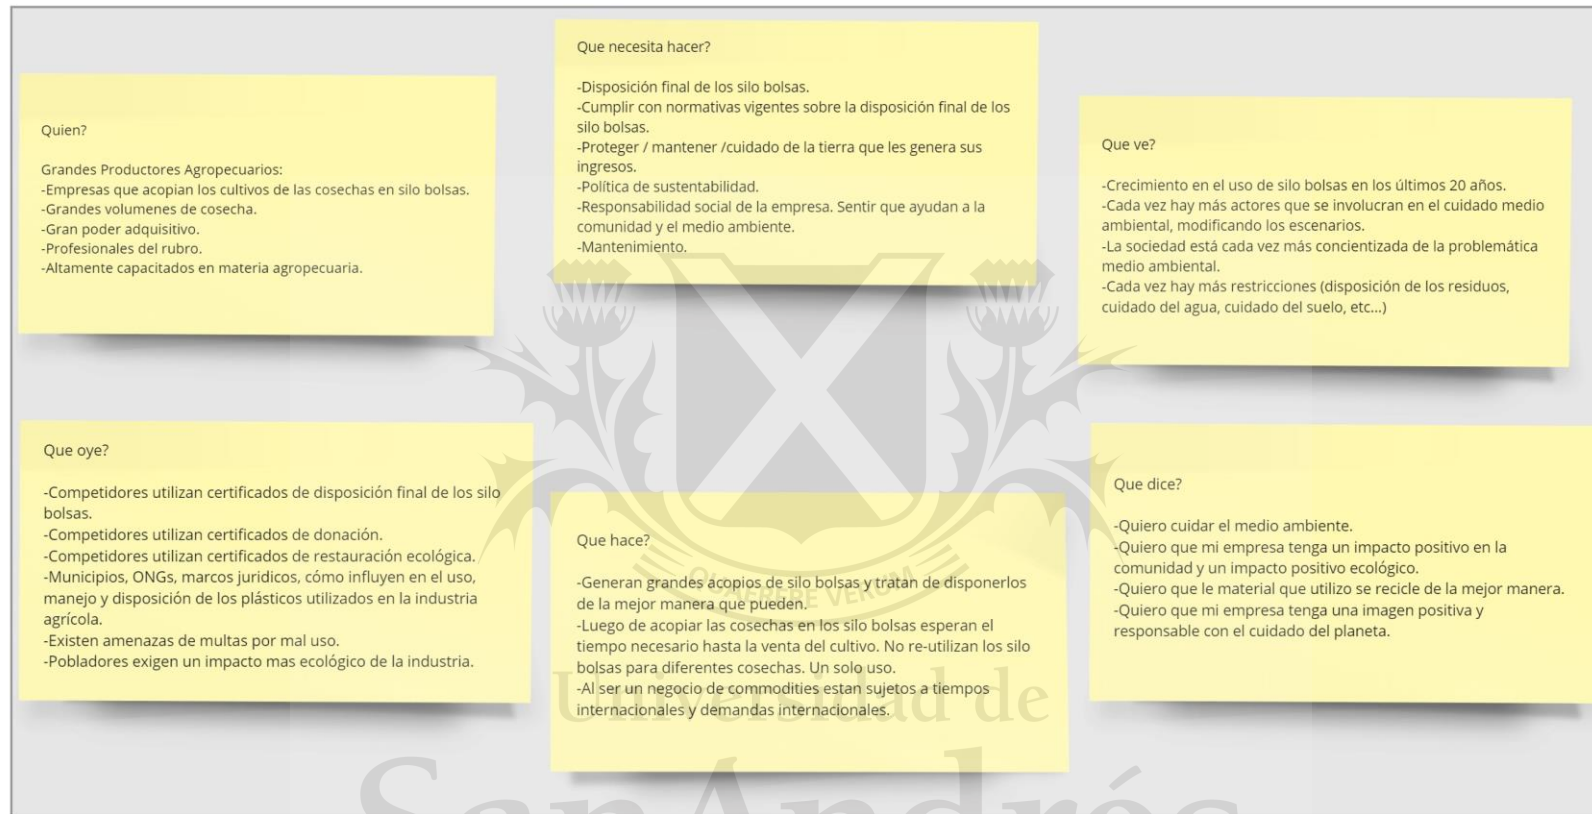 Quien?
Grandes Productores Agropecuarios:
-Empresas que acopian los cultivos de las cosechas en silo bolsas.
-Grandes volumenes de cosecha.
-Gran poder adquisitivo.
-Profesionales del rubro.
-Altamente capacitados en materia agropecuaria.
Que necesita hacer?
-Disposición final de los silo bolsas.
-Cumplir con normativas vigentes sobre la disposición final de los
silo bolsas.
-Proteger / mantener /cuidado de la tierra que les genera sus
ingresos.
-Política de sustentabilidad.
-Responsabilidad social de la empresa. Sentir que ayudan a la
comunidad y el medio ambiente.
-Mantenimiento.
Que ve?
-Crecimiento en el uso de silo bolsas en los últimos 20 años.
-Cada vez hay más actores que se involucran en el cuidado medio
ambiental, modificando los escenarios.
-La sociedad está cada vez más concientizada de la problemática
medio ambiental.
-Cada vez hay más restricciones (disposición de los residuos,
cuidado del agua, cuidado del suelo, etc...)
Que oye?
-Competidores utilizan certificados de disposición final de los silo
bolsas.
-Competidores utilizan certificados de donación.
-Competidores utilizan certificados de restauración ecológica.
-Municipios, ONGs, marcos juridicos, cómo influyen en el uso,
manejo y disposición de los plásticos utilizados en la industria
agrícola.
-Existen amenazas de multas por mal uso.
-Pobladores exigen un impacto mas ecológico de la industria.
Que hace?
-Generan grandes acopios de silo bolsas y tratan de disponerlos
de la mejor manera que pueden.
-Luego de acopiar las cosechas en los silo bolsas esperan el
tiempo necesario hasta la venta del cultivo. No re-utilizan los silo
bolsas para diferentes cosechas. Un solo uso.
-Al ser un negocio de commodities estan sujetos a tiempos
internacionales y demandas internacionales.
Que dice?
-Quiero cuidar el medio ambiente.
-Quiero que mi empresa tenga un impacto positivo en la
comunidad y un impacto positivo ecológico.
-Quiero que le material que utilizo se recicle de la mejor manera.
-Quiero que mi empresa tenga una imagen positiva y
responsable con el cuidado del planeta.
QUAERERE VERUM
Universidad de
SanAndrés